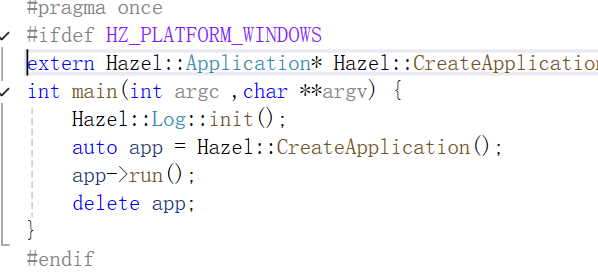 #pragma once
#ifdef HZ_PLATFORM_WINDOWS
extern Hazel::Application* Hazel::CreateApplication
int main(int argc ,char **argv) {
Hazel::Log::init();
auto app = Hazel::CreateApplication();
app->run();
delete app;
}
#endif